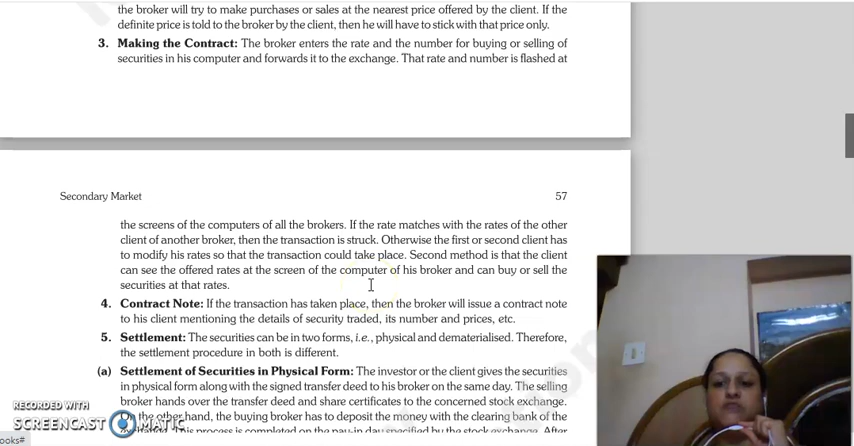 the broker will try to make purchases or sales at the nearest price offered by the client. If the
definite price is told to the broker by the client, then he will have to stick with that price only.
3. Making the Contract: The broker enters the rate and the number for buying or selling of
securities in his computer and forwards it to the exchange. That rate and number is flashed at
Secondary Market 57
the screens of the computers of all the brokers. If the rate matches with the rates of the other
client of another broker, then the transaction is struck. Otherwise the first or second client has
to modify his rates so that the transaction could take place. Second method is that the client
can see the offered rates at the screen of the computer of his broker and can buy or sell the
securities at that rates.
4. Contract Note: If the transaction has taken place, then the broker will issue a contract note
to his client mentioning the details of security traded, its number and prices, etc.
5. Settlement: The securities can be in two forms, i.e., physical and dematerialised. Therefore,
the settlement procedure in both is different.
(a) Settlement of Securities in Physical Form: The investor or the client gives the securities
in physical form along with the signed transfer deed to his broker on the same day. The selling
broker hands over the transfer deed and share certificates to the concerned stock exchange.
On the other hand, the buying broker has to deposit the money with the clearing bank of the
This process is completed on the pay-in day specified by the stock exchange. After
RECORDED WITH
SCREENCAST MATIC
ooks#